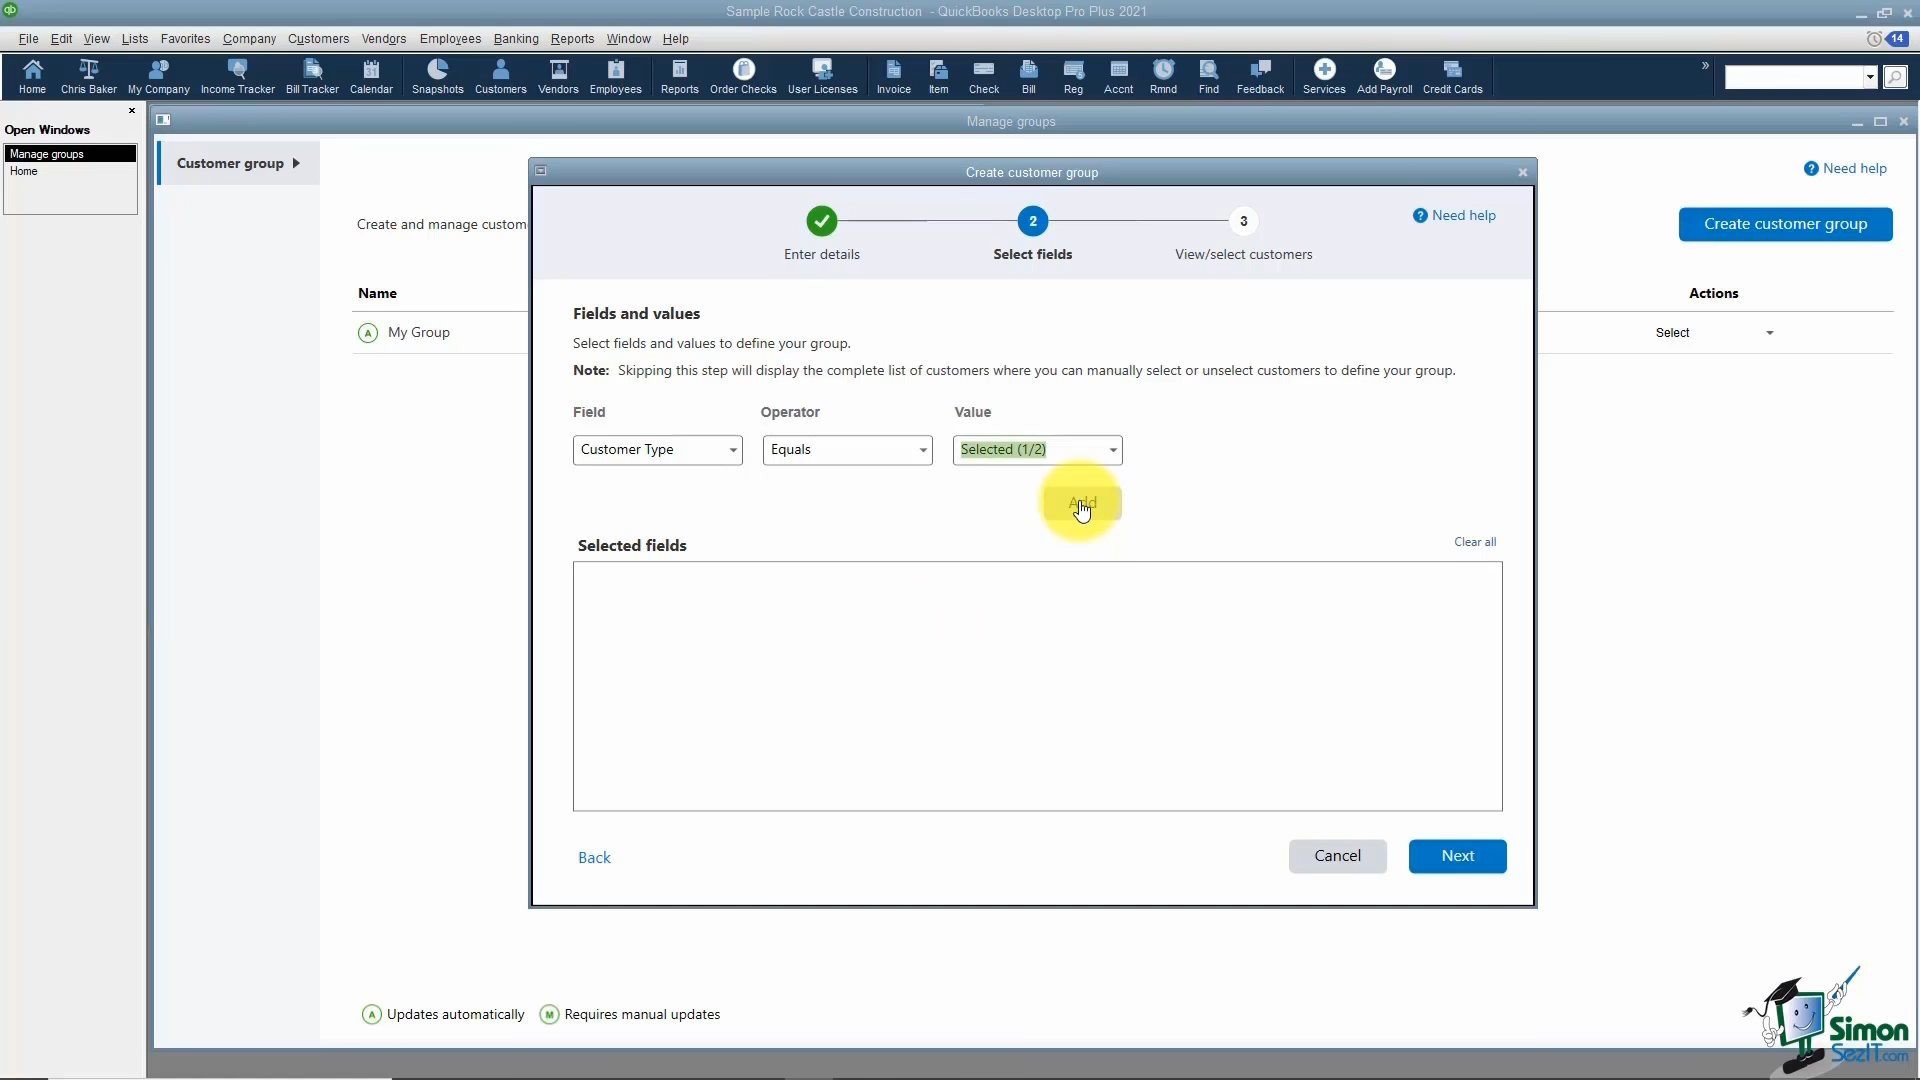 qb Sample Rock Castle Construction - QuickBooks Desktop Pro Plus 2021
File Edit View Lists Favorites Company Customers Vendors Employees Banking Reports Window Help 14
Home Chris Baker My Company Income Tracker Bill Tracker Calendar Snapshots Customers Vendors Employees Reports Order Checks User Licenses Invoice Item Check Bill Reg Accnt Rmnd Find Feedback Services Add Payroll Credit Cards
31
Open Windows
Manage groups
Home
Manage groups
Customer group
Need help
Create and manage custom
Create customer group
Name
Actions
A My Group
Select
Create customer group
2 3
Need help
Enter details Select fields View/select customers
Fields and values
Select fields and values to define your group.
Note: Skipping this step will display the complete list of customers where you can manually select or unselect customers to define your group.
Field Operator Value
Customer Type Equals Selected (1/2)
Add
Selected fields
Clear all
Back
Cancel Next
A Updates automatically M Requires manual updates
Simon
SezIT.com